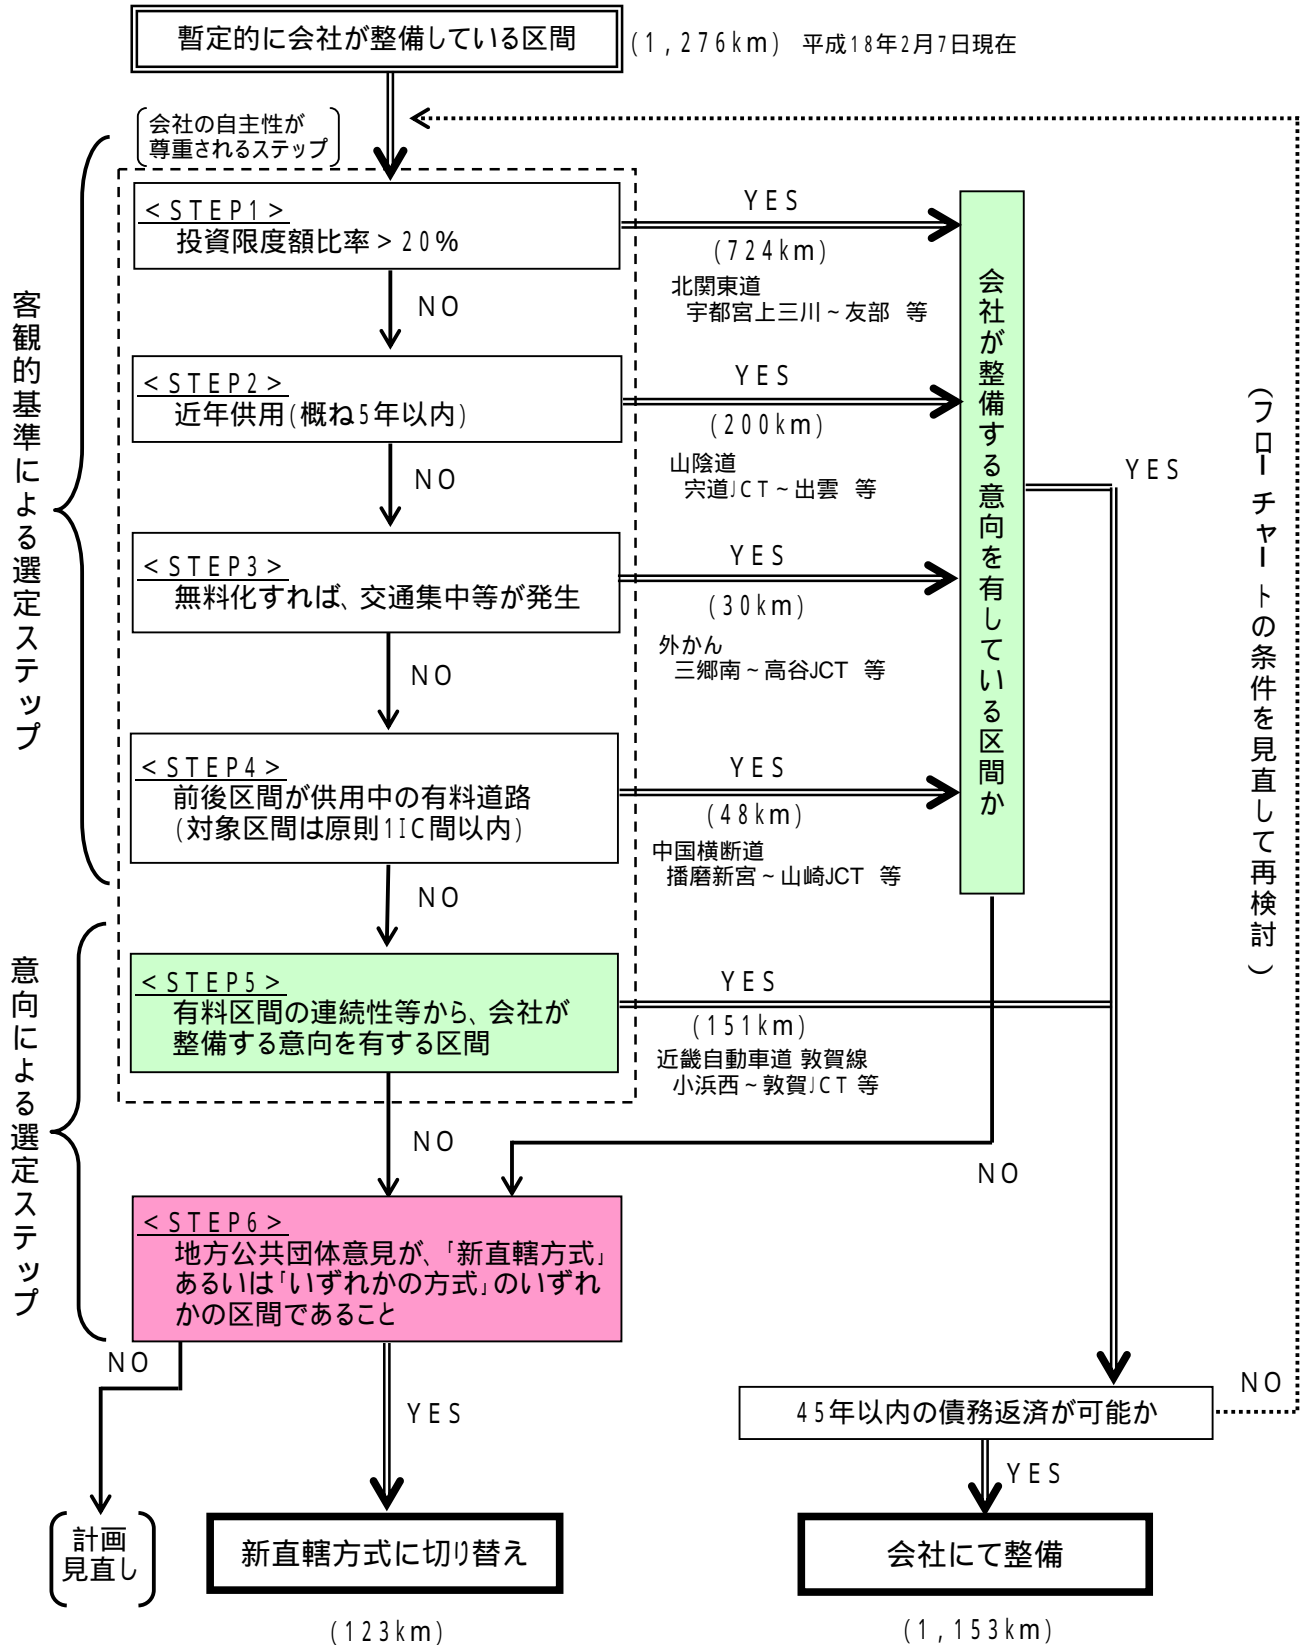 暫定的に会社が整備している区間
(1,276km) 平成18年2月7日現在
会社の自主性が
尊重されるステップ
客観的基準による選定ステップ
<STEP1>
投資限度額比率>20%
YES
(724km)
北関東道
宇都宮上三川~友部 等
NO
<STEP2>
近年供用(概ね5年以内)
YES
(200km)
山陰道
宍道JCT~出雲 等
NO
<STEP3>
無料化すれば、交通集中等が発生
YES
(30km)
外かん
三郷南~高谷JCT 等
NO
<STEP4>
前後区間が供用中の有料道路
(対象区間は原則1IC間以内)
YES
(48km)
中国横断道
播磨新宮~山崎JCT 等
NO
会社が整備する意向を有している区間か
YES
NO
(フローチャートの条件を見直して再検討)
意向による選定ステップ
<STEP5>
有料区間の連続性等から、会社が
整備する意向を有する区間
YES
(151km)
近畿自動車道 敦賀線
小浜西~敦賀JCT 等
NO
<STEP6>
地方公共団体意見が、「新直轄方式」
あるいは「いずれかの方式」のいずれ
かの区間であること
NO
YES
45年以内の債務返済が可能か
NO
YES
計画
見直し
新直轄方式に切り替え
(123km)
会社にて整備
(1,153km)